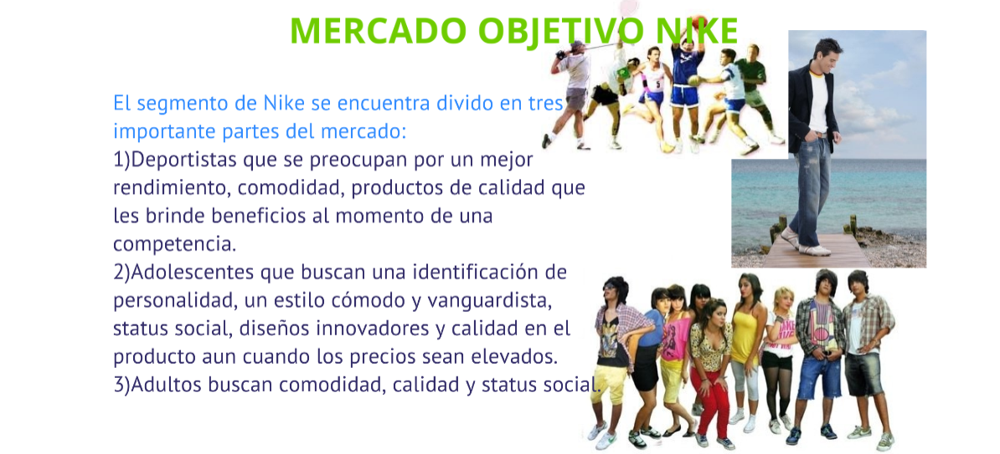 MERCADO OBJETIVO NIKE
El segmento de Nike se encuentra divido en tres
importante partes del mercado:
1)Deportistas que se preocupan por un mejor
rendimiento, comodidad, productos de calidad que
les brinde beneficios al momento de una
competencia.
2)Adolescentes que buscan una identificación de
personalidad, un estilo cómodo y vanguardista,
status social, diseños innovadores y calidad en el
producto aun cuando los precios sean elevados.
3)Adultos buscan comodidad, calidad y status social.